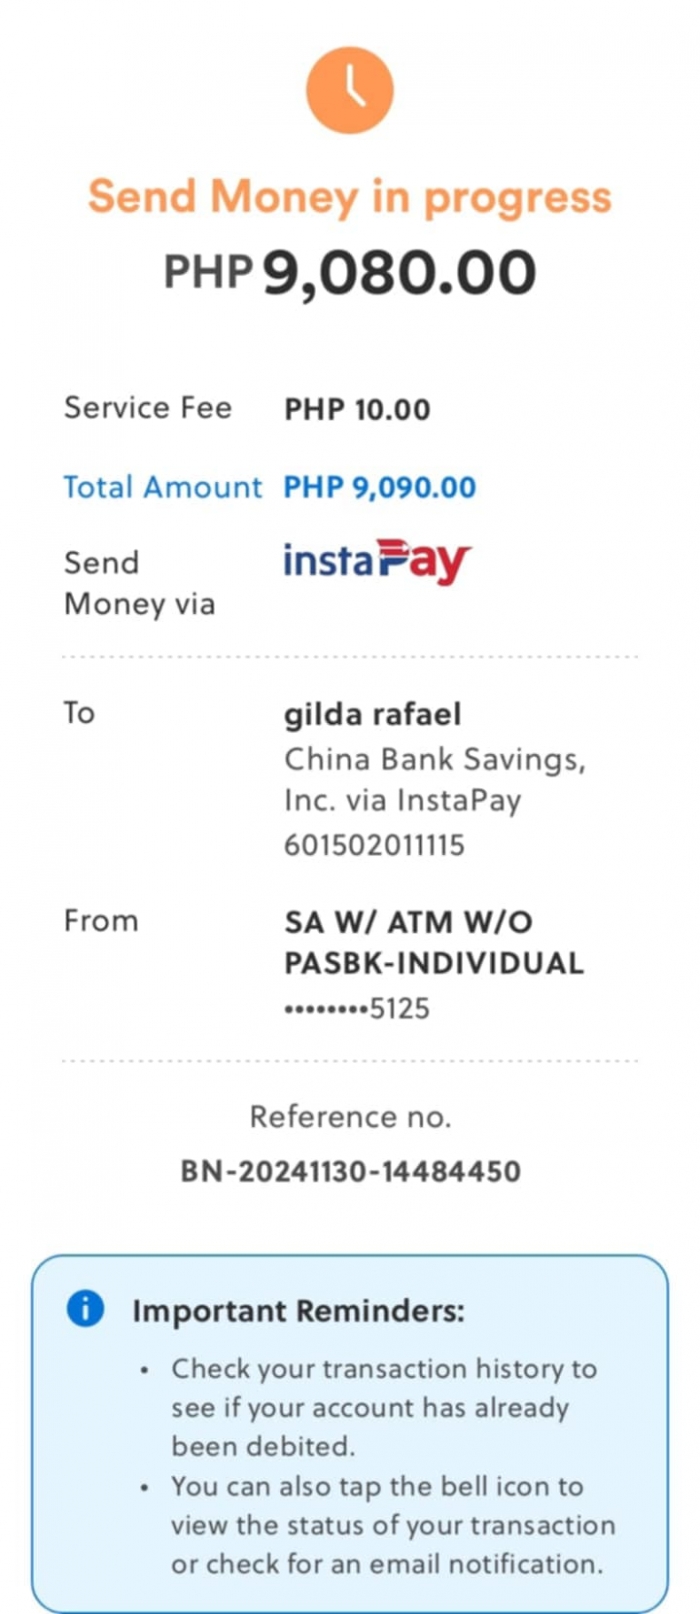 Send Money in progress
PHP 9,080.00
Service Fee PHP 10.00
Total Amount PHP 9,090.00
Send
Money via
instaPay
To gilda rafael
China Bank Savings,
Inc. via InstaPay
601502011115
From SA W/ ATM W/O
PASBK-INDIVIDUAL
••••••••5125
Reference no.
BN-20241130-14484450
i Important Reminders:
• Check your transaction history to
see if your account has already
been debited.
• You can also tap the bell icon to
view the status of your transaction
or check for an email notification.